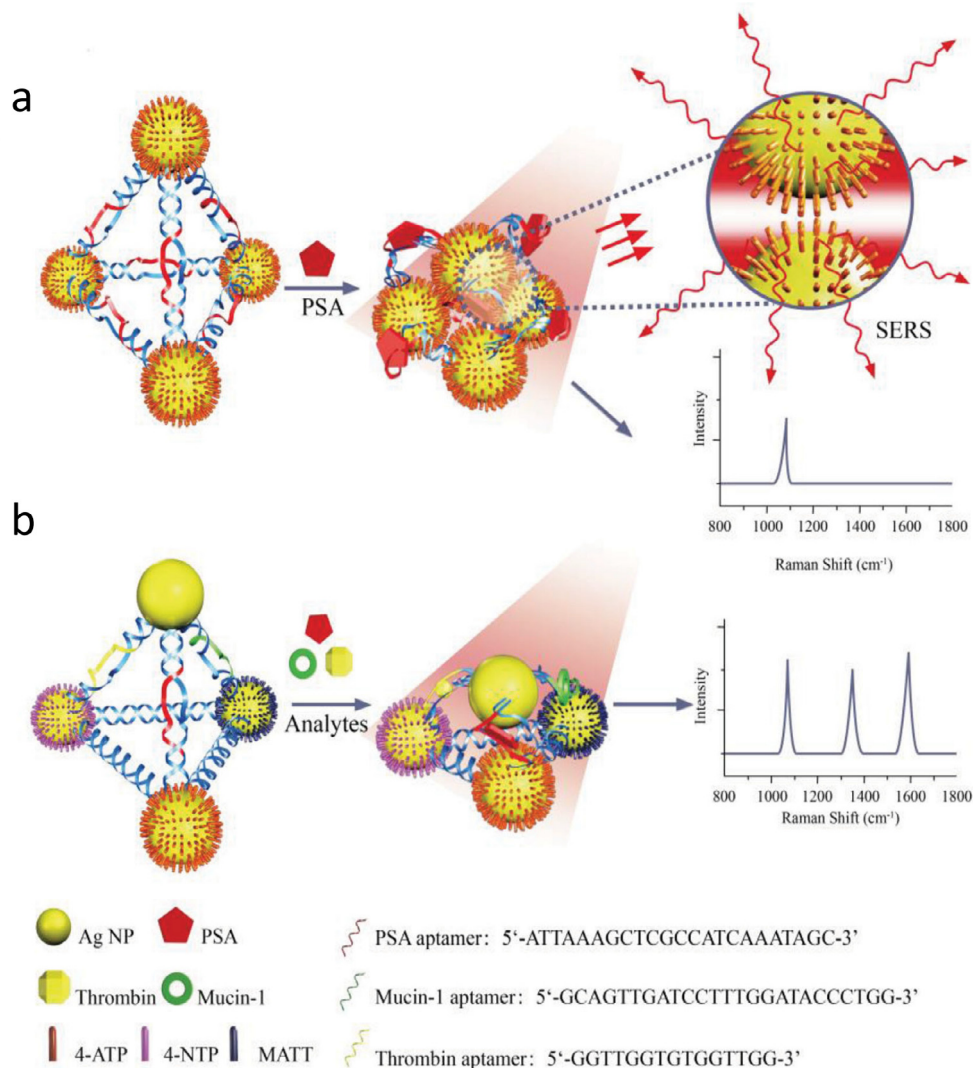 a
PSA
SERS
Intensity
800 1000 1200 1400 1600 1800
Raman Shift (cm⁻¹)
b
Analytes
Intensity
800 1000 1200 1400 1600 1800
Raman Shift (cm⁻¹)
Ag NP PSA PSA aptamer: 5‘-ATTAAAGCTCGCCATCAAATAGC-3’
Thrombin Mucin-1 Mucin-1 aptamer: 5‘-GCAGTTGATCCTTTGGATACCCTGG-3’
4-ATP 4-NTP MATT Thrombin aptamer: 5‘-GGTTGGTGTGGTTGG-3’